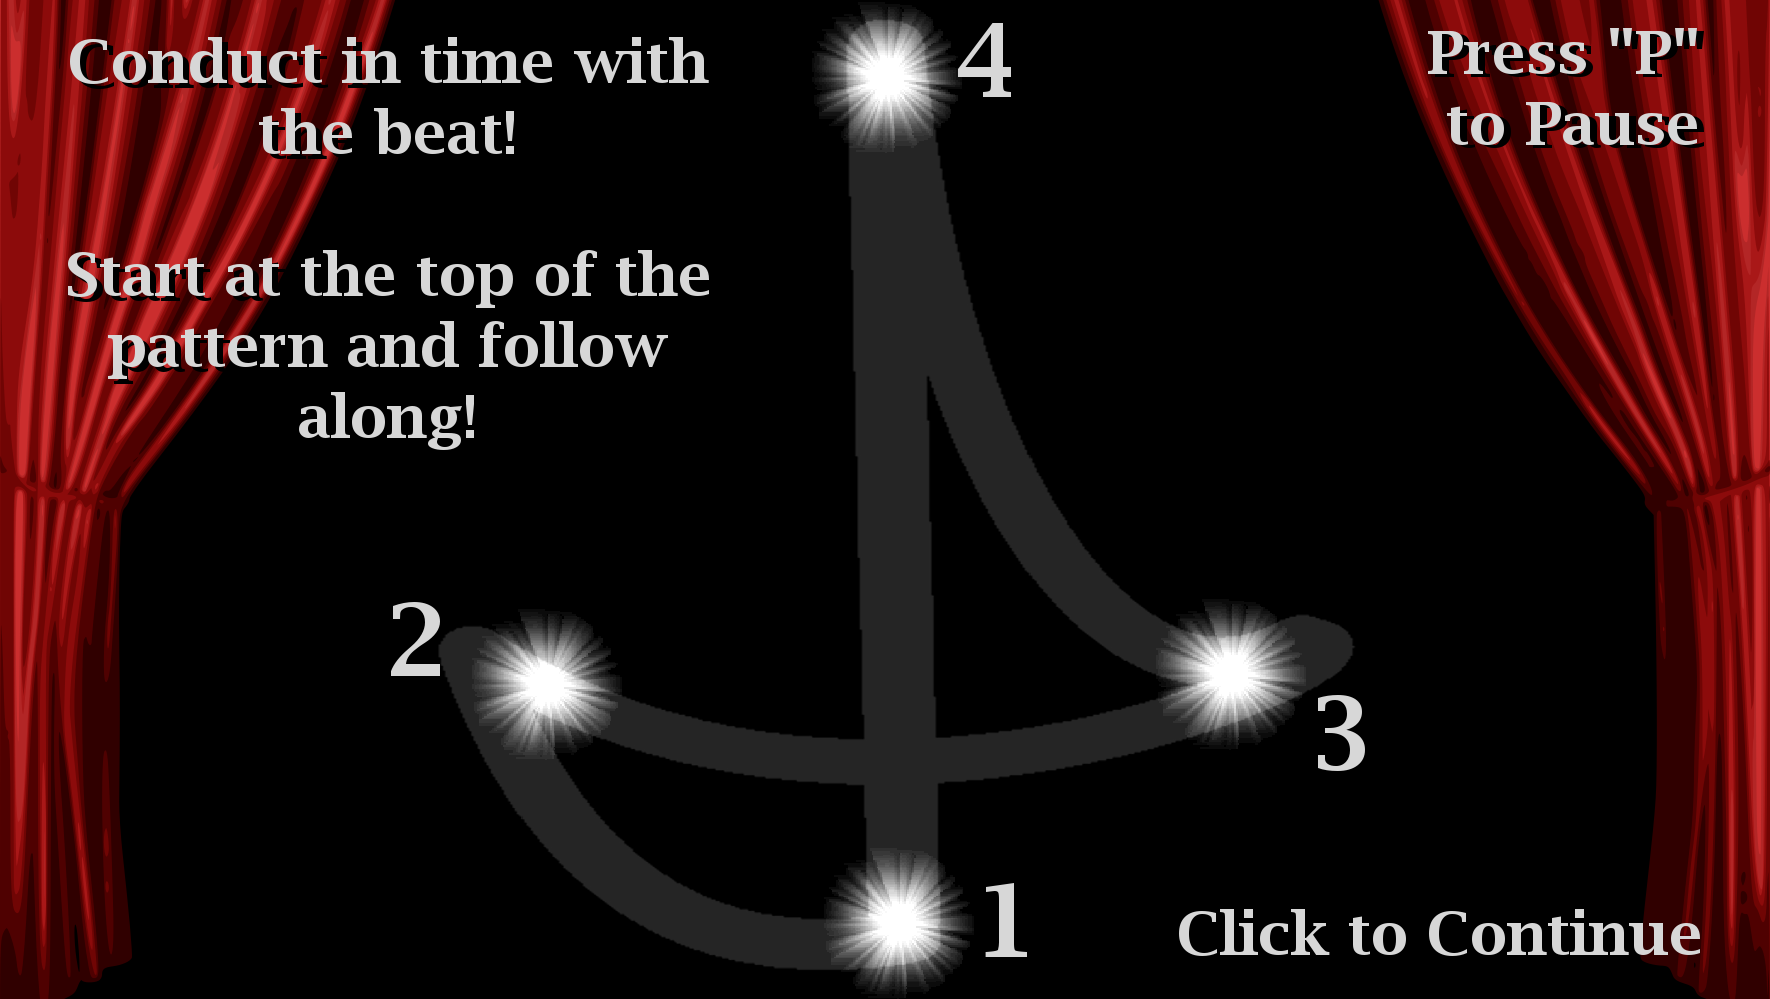 Conduct in time with
the beat!
Start at the top of the
pattern and follow
along!
4
Press "P"
to Pause
2
3
1
Click to Continue